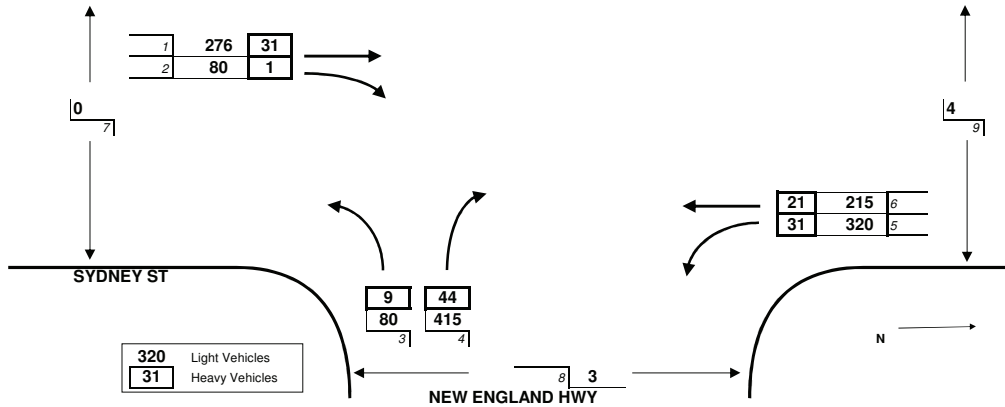 1 276 31
2 80 1
0
7
4
9
21 215 6
31 320 5
SYDNEY ST
9 44
80 415
3 4
N
320 Light Vehicles
31 Heavy Vehicles
8 3
NEW ENGLAND HWY